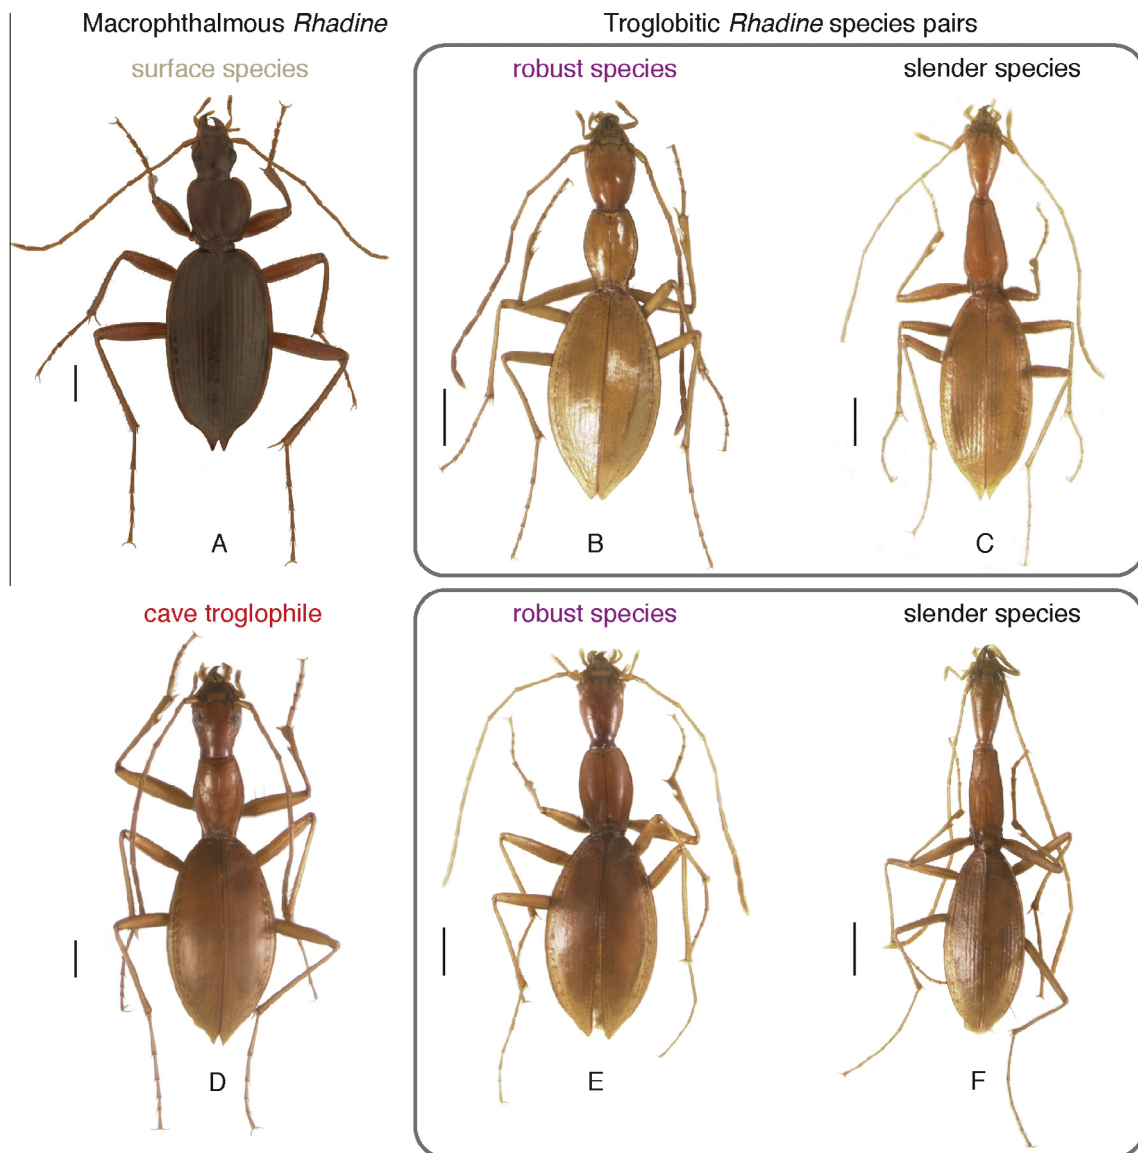 Macrophthalmous Rhadine
Troglobitic Rhadine species pairs
surface species
robust species
slender species
A
B
C
cave troglophile
robust species
slender species
D
E
F